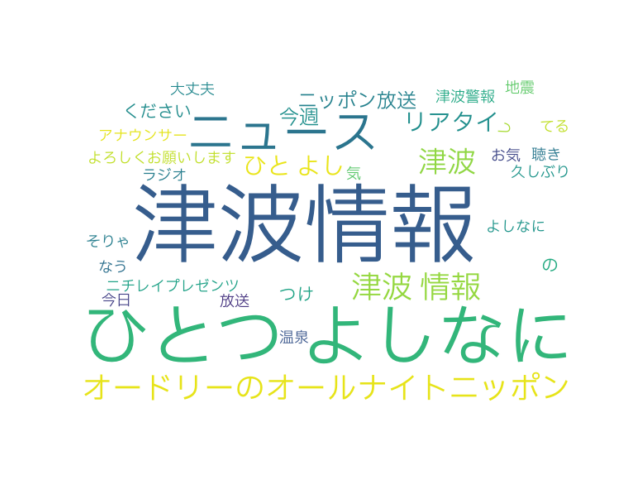 大丈夫
地震
ニッポン放送
津波警報
ください
今週
リアタイ
ニュース
っ
てる
アナウンサー
よろしくお願いします
ひと よし
津波
お気
聴き
ラジオ
気
久しぶり
津波情報
よしなに
そりゃ
の
なう
ニチレイプレゼンツ
津波 情報
今日
放送
つけ
ひとつ よしなに
温泉
オードリーのオールナイトニッポン